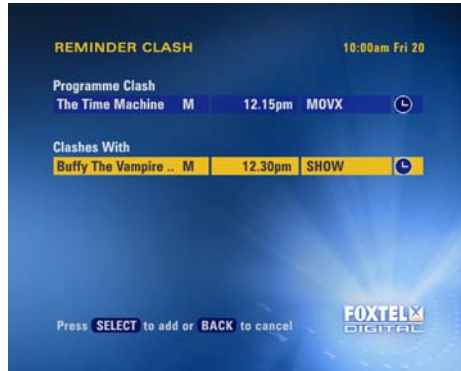 REMINDER CLASH 10:00am Fri 20
Programme Clash
The Time Machine M 12.15pm MOVX
Clashes With
Buffy The Vampire .. M 12.30pm SHOW
Press SELECT to add or BACK to cancel
FOXTEL
DIGITAL